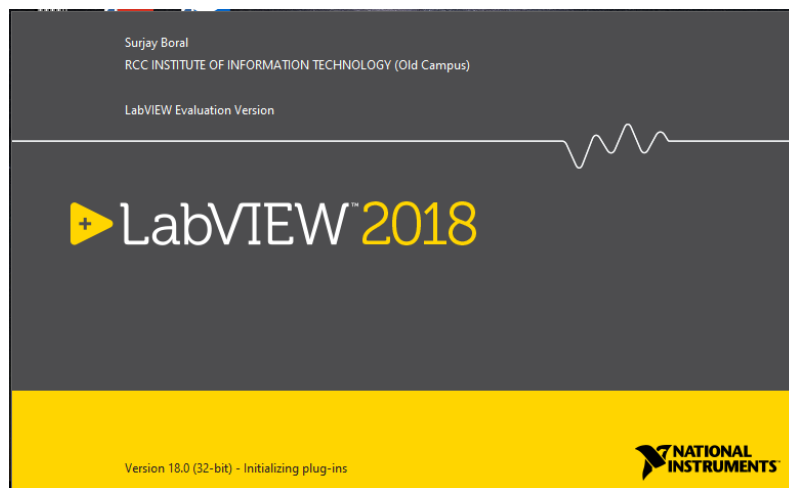 Surjay Boral
RCC INSTITUTE OF INFORMATION TECHNOLOGY (Old Campus)
LabVIEW Evaluation Version
LabVIEW™ 2018
Version 18.0 (32-bit) - Initializing plug-ins
NATIONAL
INSTRUMENTS™